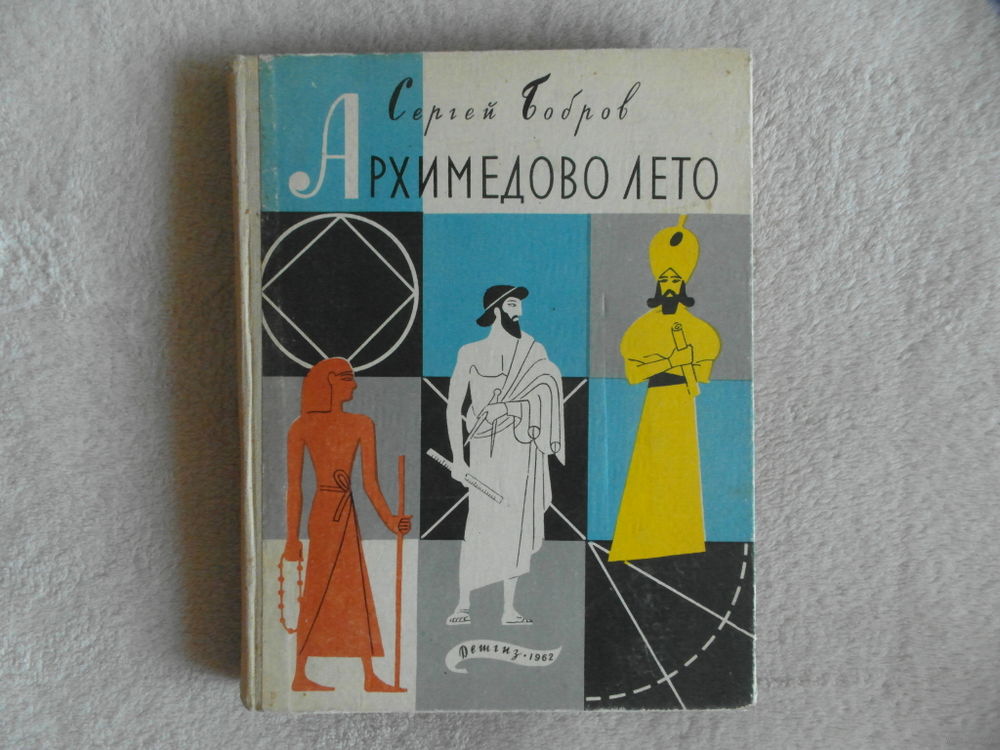 Сергей Бобров
Архимедово лето
Детгиз • 1962